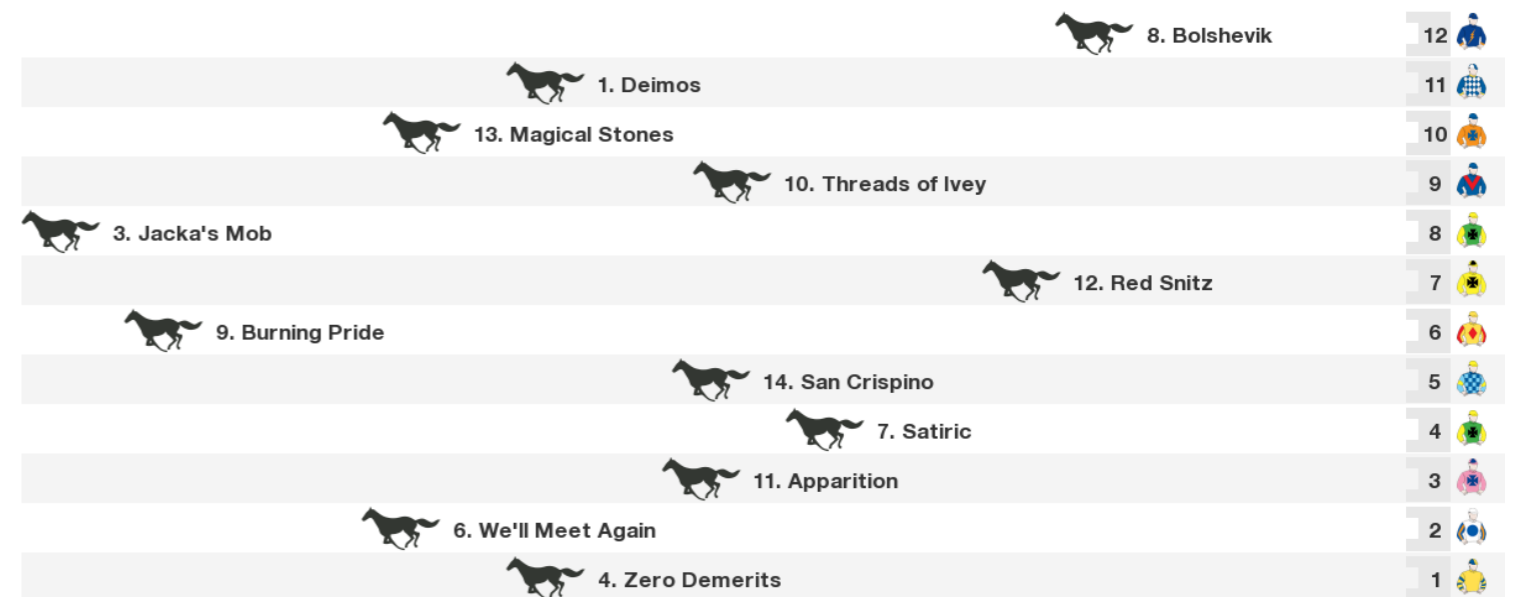 8. Bolshevik 12
1. Deimos 11
13. Magical Stones 10
10. Threads of Ivey 9
3. Jacka's Mob 8
12. Red Snitz 7
9. Burning Pride 6
14. San Crispino 5
7. Satiric 4
11. Apparition 3
6. We'll Meet Again 2
4. Zero Demerits 1